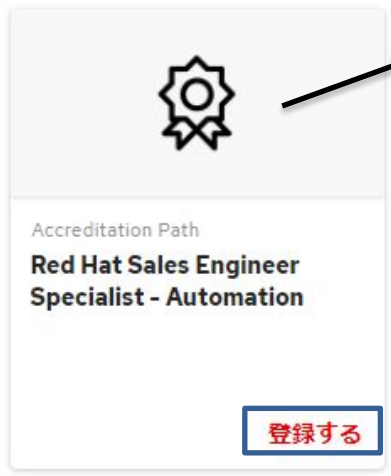 Accreditation Path
Red Hat Sales Engineer
Specialist - Automation
登録する